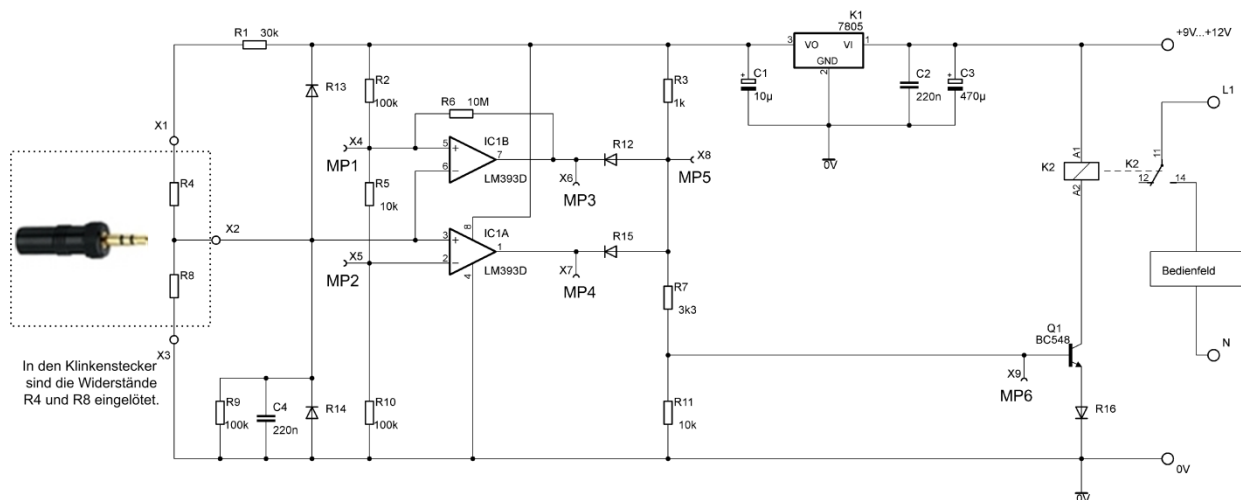 K1
7805
R1 30k
3 VO VI 1
GND
2
+9V...+12V
R13
R2
100k
R6 10M
R3
1k
+
C1
10µ
C2
220n
+
C3
470µ
L1
0V
X1
X4
MP1
5
+
6
−
IC1B
7
LM393D
R12
X6
MP3
X8
MP5
A1
K2
A2
K2
11
12
14
R4
R5
10k
X2
8
3
+
2
−
IC1A
1
LM393D
4
X5
MP2
R15
X7
MP4
R8
Bedienfeld
R7
3k3
X3
Q1
BC548
N
In den Klinkenstecker
sind die Widerstände
R4 und R8 eingelötet.
X9
MP6
R9
100k
C4
220n
R14
R10
100k
R11
10k
R16
0V
0V